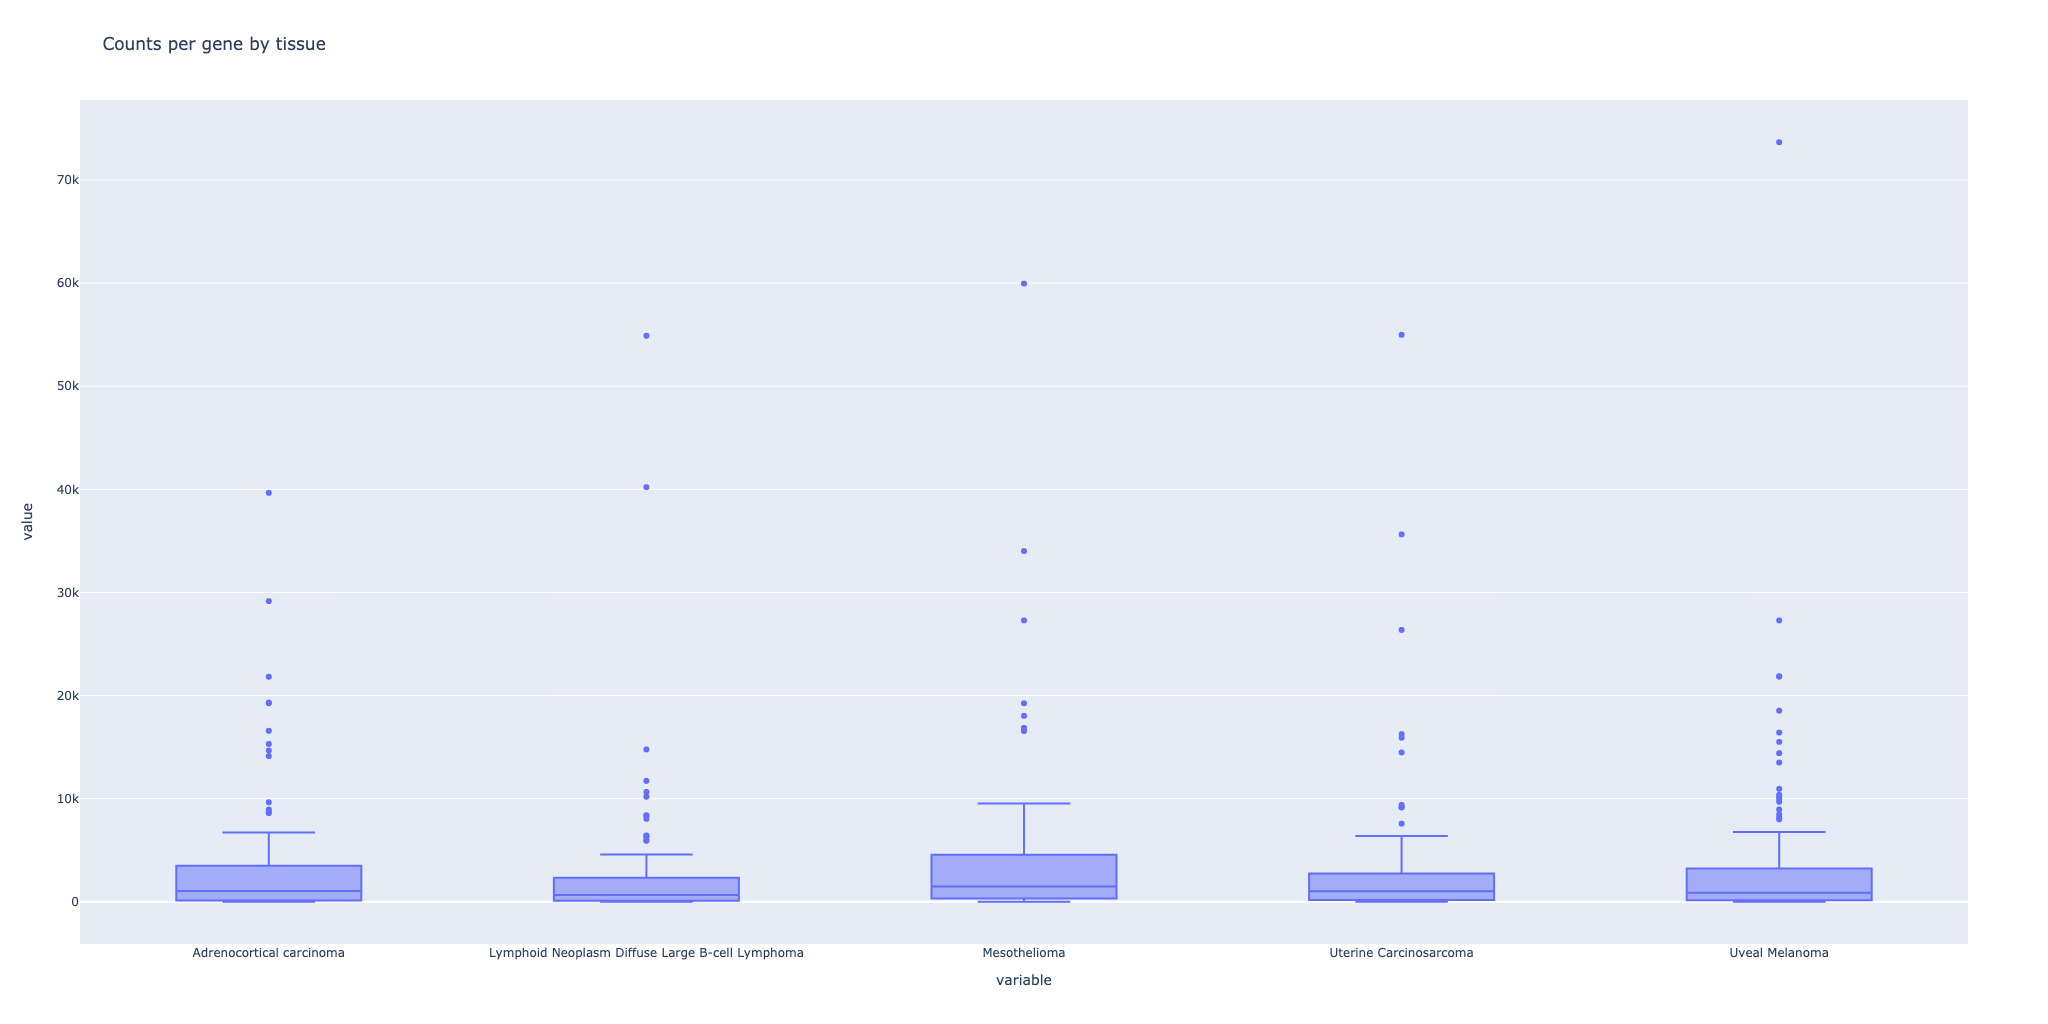 Counts per gene by tissue
70k
60k
50k
40k
30k
20k
10k
0
value
Adrenocortical carcinoma
Lymphoid Neoplasm Diffuse Large B-cell Lymphoma
Mesothelioma
Uterine Carcinosarcoma
Uveal Melanoma
variable